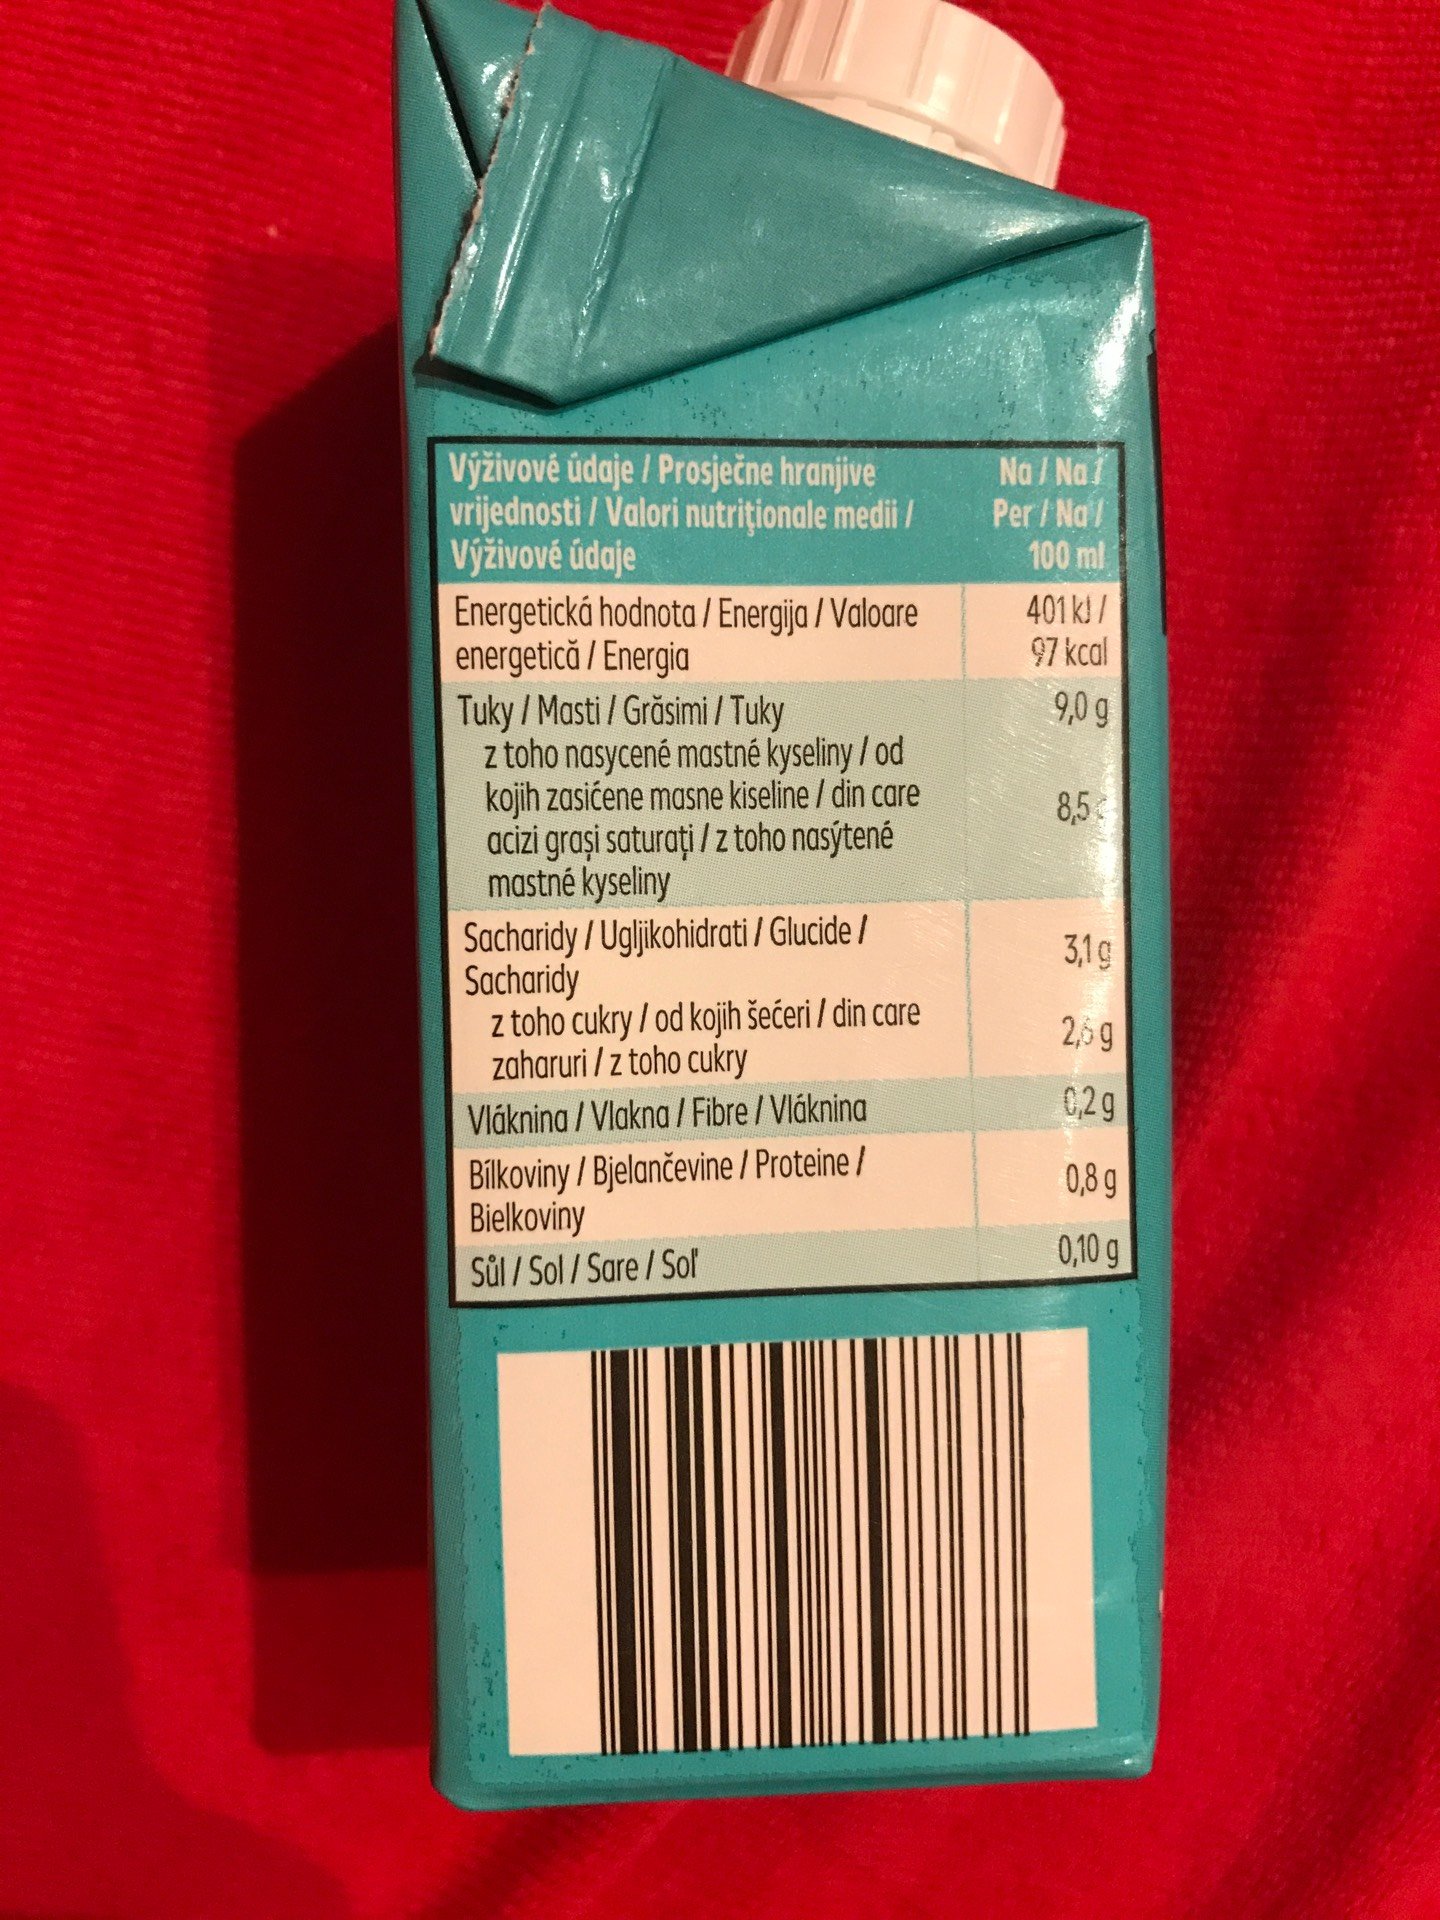 Výživové údaje / Prosječne hranjive
vrijednosti / Valori nutriționale medii /
Výživové údaje
Na / Na /
Per / Na /
100 ml
Energetická hodnota / Energija / Valoare
energetică / Energia
401 kJ /
97 kcal
Tuky / Masti / Grăsimi / Tuky
9,0 g
z toho nasycené mastné kyseliny / od
kojih zasićene masne kiseline / din care
acizi grași saturați / z toho nasýtené
mastné kyseliny
8,5
Sacharidy / Ugljikohidrati / Glucide /
Sacharidy
3,1 g
z toho cukry / od kojih šećeri / din care
zaharuri / z toho cukry
2,6 g
Vláknina / Vlakna / Fibre / Vláknina
0,2 g
Bílkoviny / Bjelančevine / Proteine /
Bielkoviny
0,8 g
Sůl / Sol / Sare / Soľ
0,10 g